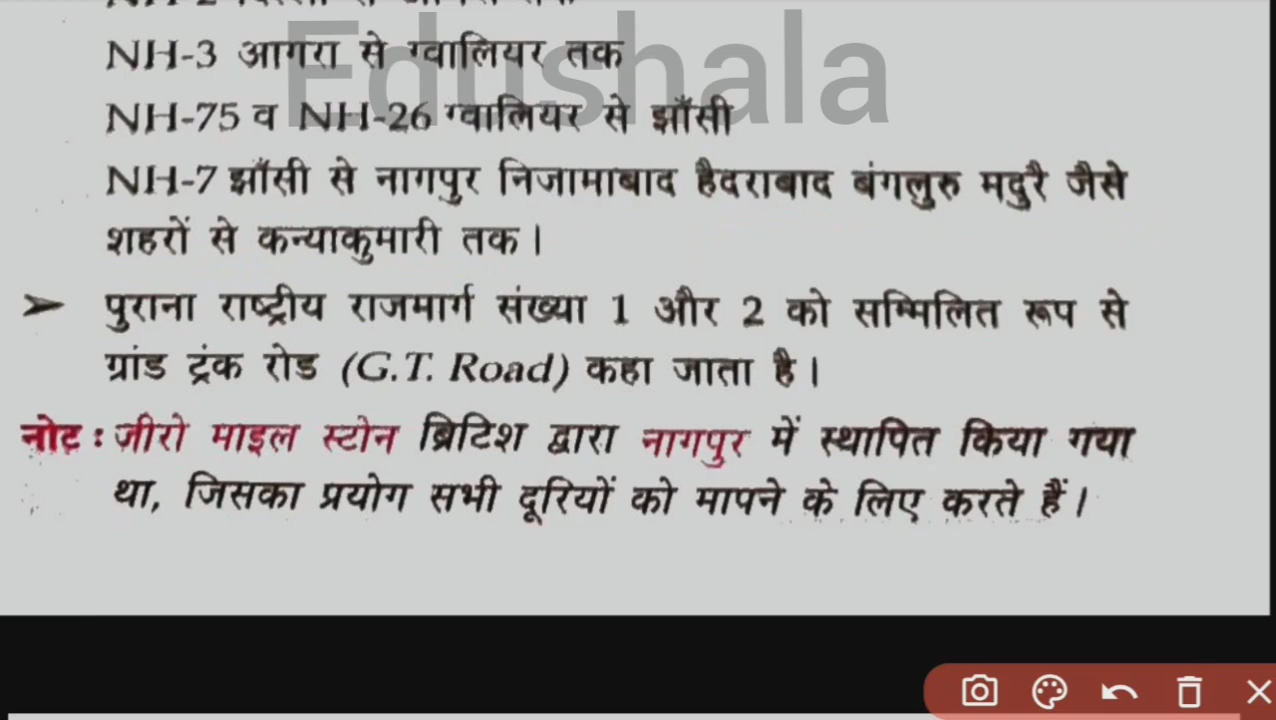 Edushala
NH-3 आगरा से ग्वालियर तक
NH-75 व NH-26 ग्वालियर से झाँसी
NH-7 झाँसी से नागपुर निजामाबाद हैदराबाद बंगलुरु मदुरै जैसे
शहरों से कन्याकुमारी तक।
➢ पुराना राष्ट्रीय राजमार्ग संख्या 1 और 2 को सम्मिलित रूप से
ग्रांड ट्रंक रोड (G.T. Road) कहा जाता है।
नोट : जीरो माइल स्टोन ब्रिटिश द्वारा नागपुर में स्थापित किया गया
था, जिसका प्रयोग सभी दूरियों को मापने के लिए करते हैं।